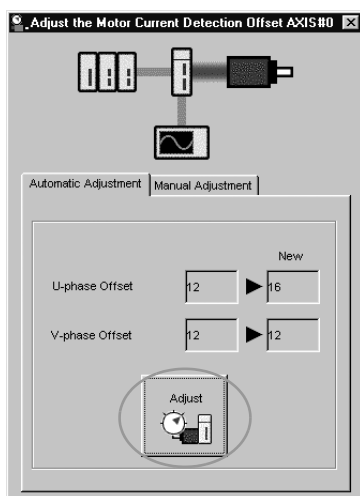 Adjust the Motor Current Detection Offset AXIS#0
Automatic Adjustment Manual Adjustment
New
U-phase Offset 12 16
V-phase Offset 12 12
Adjust